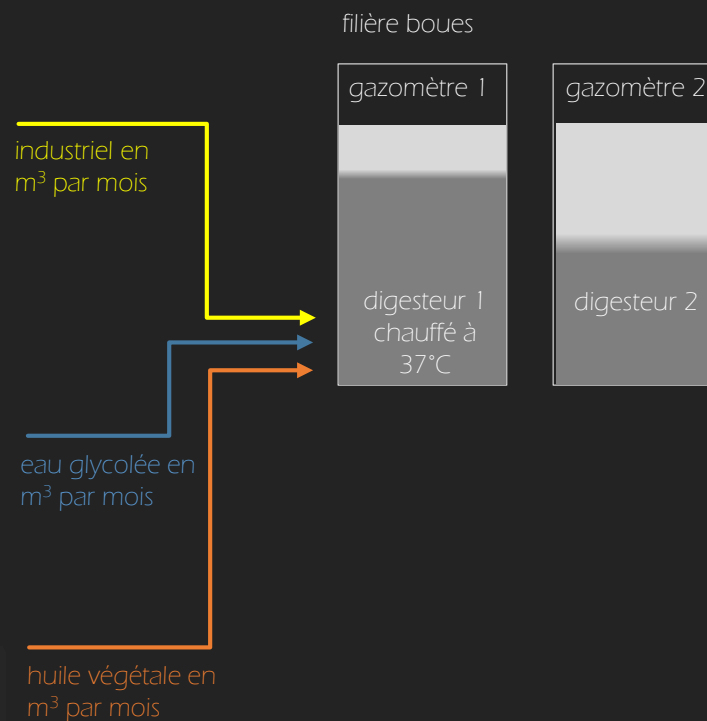 filière boues
gazomètre 1
gazomètre 2
industriel en
m³ par mois
digesteur 1
chauffé à
37°C
digesteur 2
eau glycolée en
m³ par mois
huile végétale en
m³ par mois